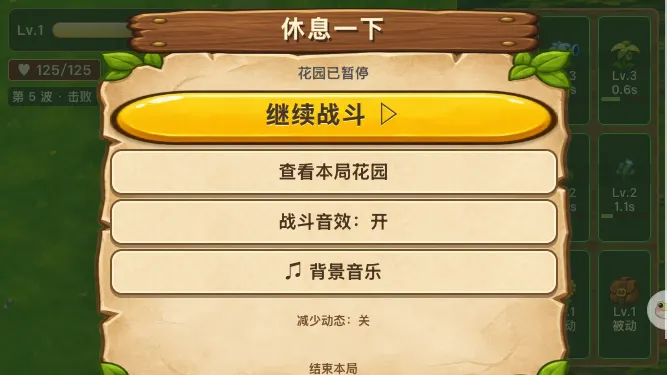 休息一下
Lv.1
花园已暂停
125/125
第 5 波 · 击败
继续战斗 ▷
查看本局花园
战斗音效：开
♫ 背景音乐
减少动态：关
结束本局
Lv.3
0.6s
Lv.2
1.1s
Lv.1
被动